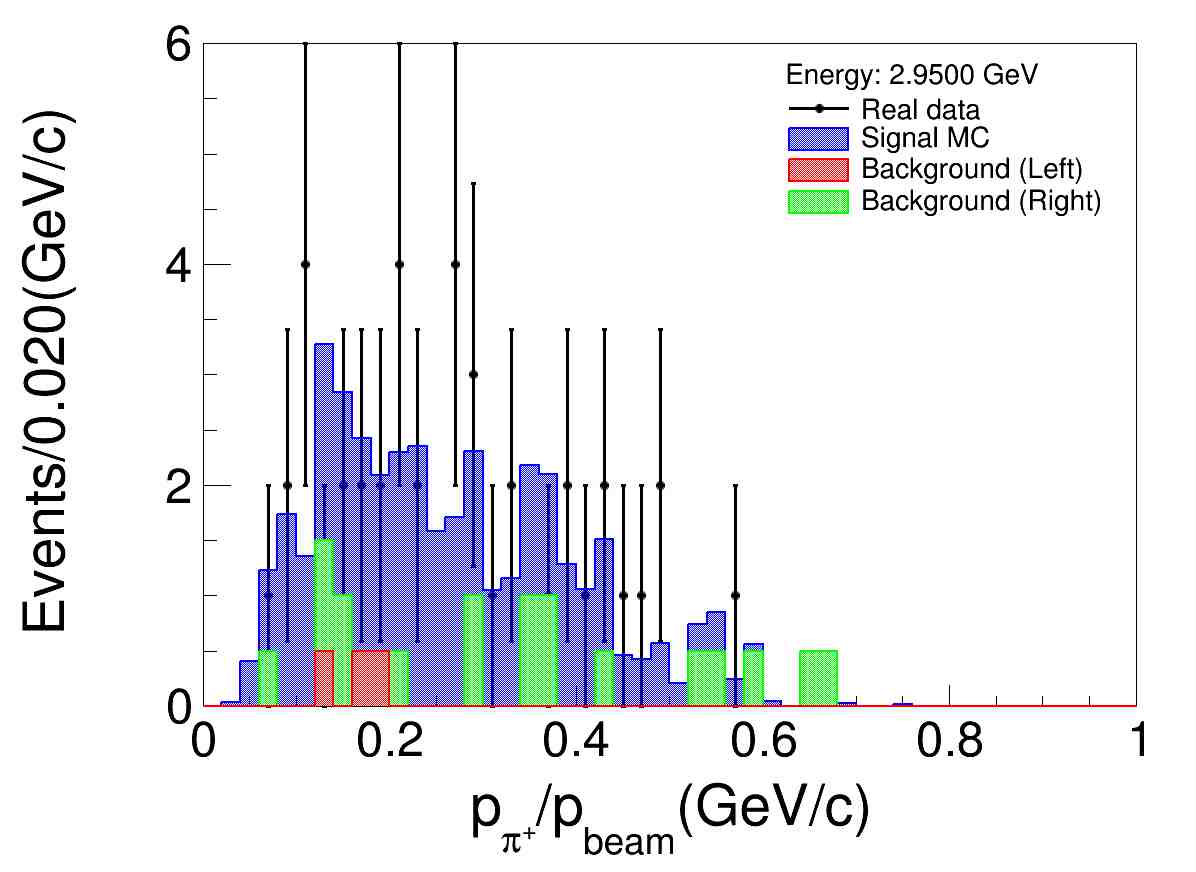 6
4
2
0
Events/0.020(GeV/c)
Energy: 2.9500 GeV
Real data
Signal MC
Background (Left)
Background (Right)
0 0.2 0.4 0.6 0.8 1
pπ+/pbeam(GeV/c)